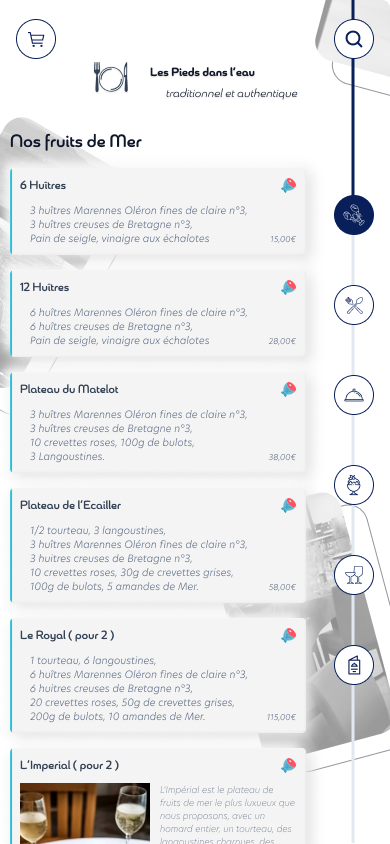 Les Pieds dans l'eau
traditionnel et authentique
Nos fruits de Mer
6 Huîtres
3 huîtres Marennes Oléron fines de claire n°3,
3 huîtres creuses de Bretagne n°3,
Pain de seigle, vinaigre aux échalotes
15,00€
12 Huîtres
6 huîtres Marennes Oléron fines de claire n°3,
6 huîtres creuses de Bretagne n°3,
Pain de seigle, vinaigre aux échalotes
28,00€
Plateau du Matelot
3 huîtres Marennes Oléron fines de claire n°3,
3 huîtres creuses de Bretagne n°3,
10 crevettes roses, 100g de bulots,
3 Langoustines.
38,00€
Plateau de l'Ecailler
1/2 tourteau, 3 langoustines,
3 huîtres Marennes Oléron fines de claire n°3,
3 huitres creuses de Bretagne n°3,
10 crevettes roses, 30g de crevettes grises,
100g de bulots, 5 amandes de Mer.
58,00€
Le Royal ( pour 2 )
1 tourteau, 6 langoustines,
6 huîtres Marennes Oléron fines de claire n°3,
6 huitres creuses de Bretagne n°3,
20 crevettes roses, 50g de crevettes grises,
200g de bulots, 10 amandes de Mer.
115,00€
L'Imperial ( pour 2 )
L'Impérial est le plateau de
fruits de mer le plus luxueux que
nous proposons, avec un
homard entier, un tourteau, des
langoustines charnues, des